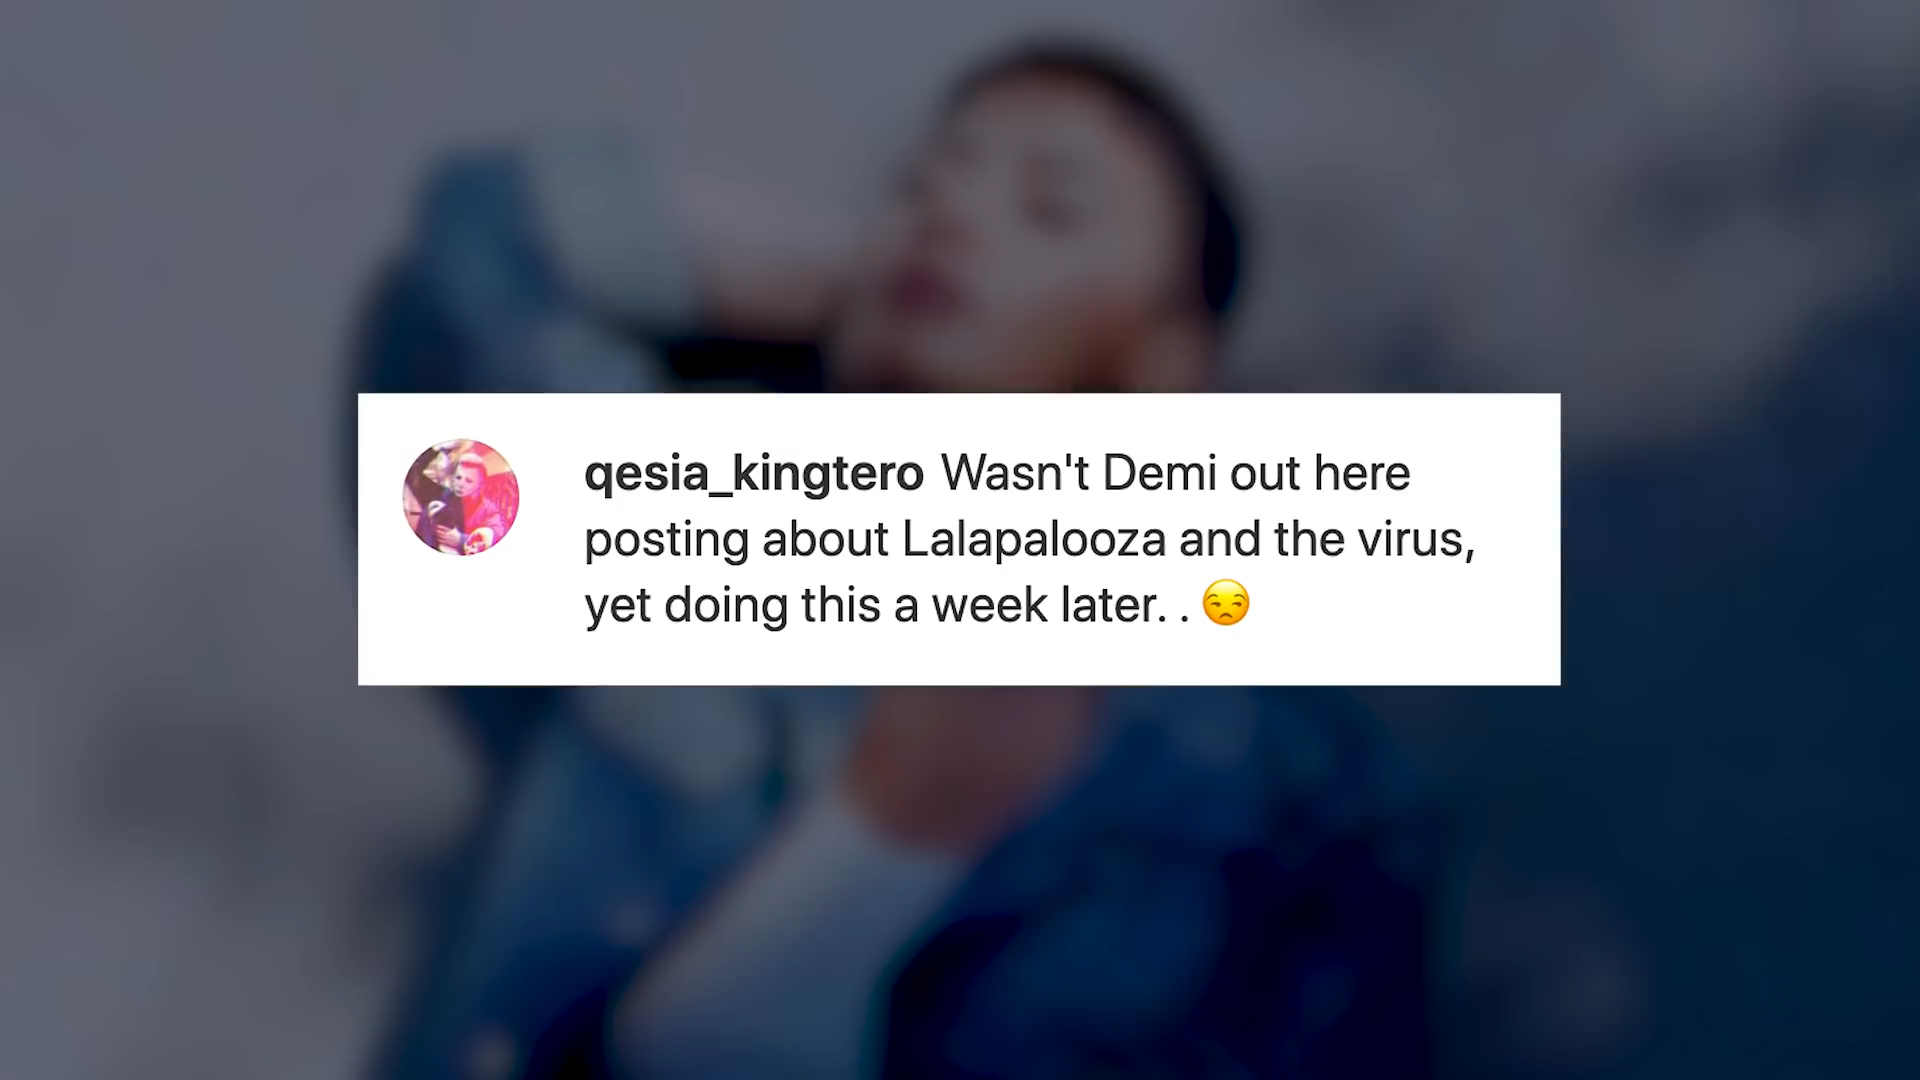 qesia_kingtero Wasn't Demi out here
posting about Lalapalooza and the virus,
yet doing this a week later. . 😒